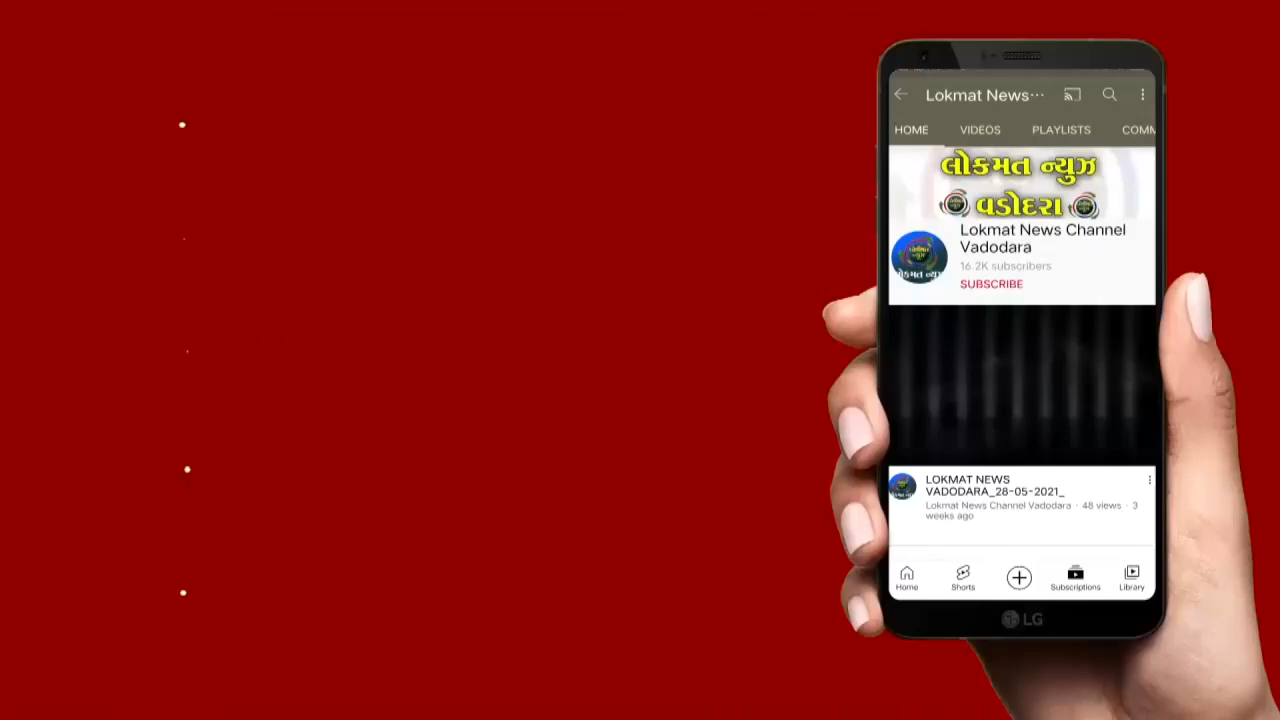 Lokmat News···
HOME VIDEOS PLAYLISTS COMM
લોકમત ન્યુઝ
વડોદરા
Lokmat News Channel
Vadodara
16.2K subscribers
SUBSCRIBE
LOKMAT NEWS
VADODARA_28-05-2021_
Lokmat News Channel Vadodara · 48 views · 3
weeks ago
Home Shorts Subscriptions Library
LG